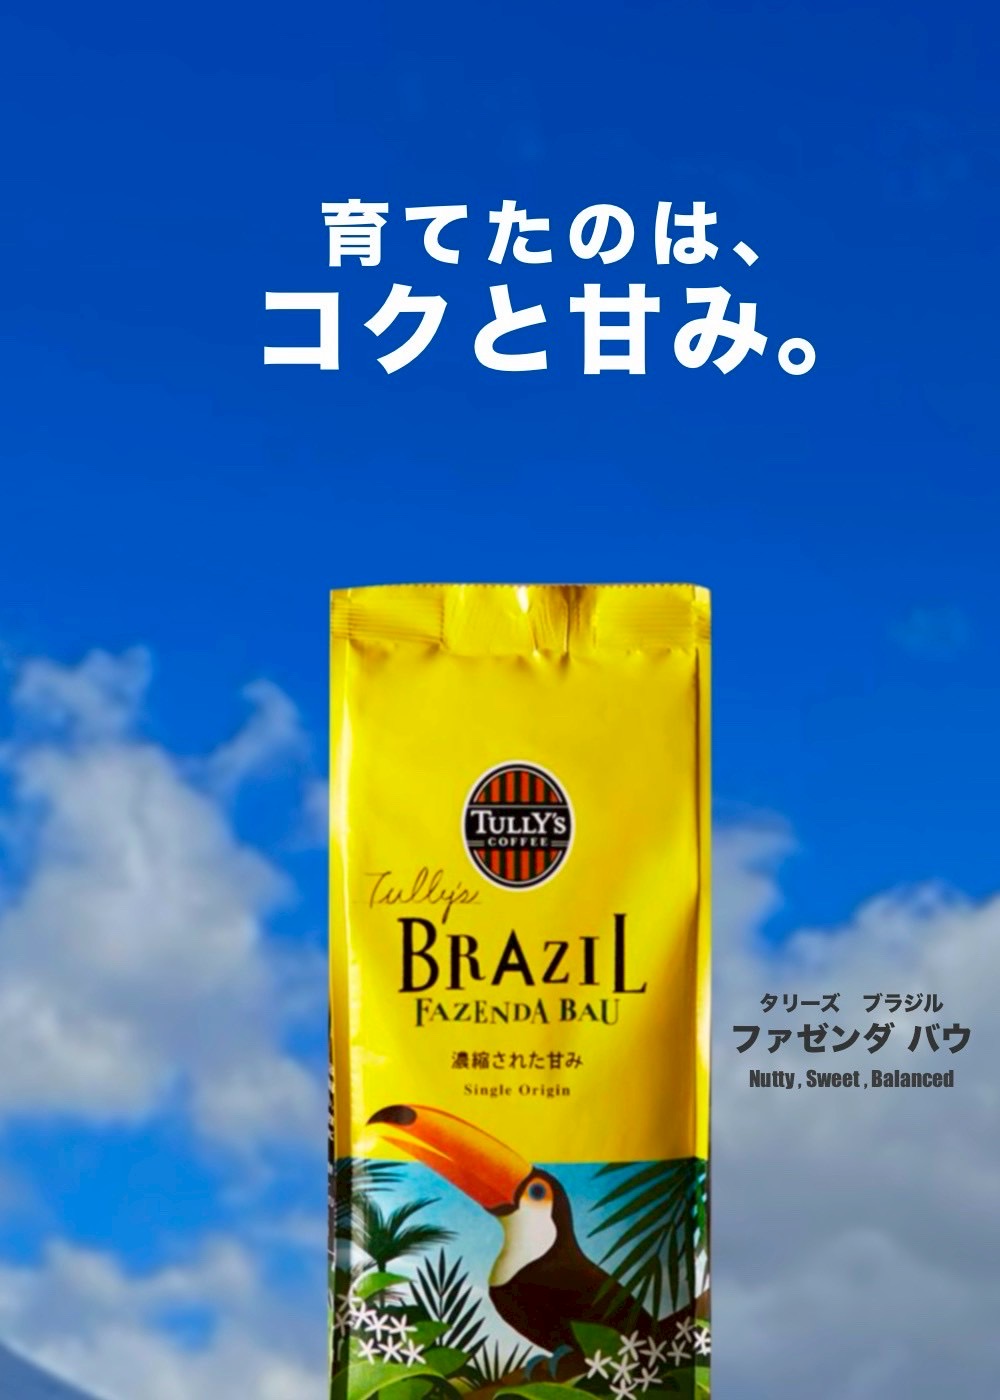 育てたのは、
コクと甘み。
TULLY'S
COFFEE
Tully's
BRAZIL
FAZENDA BAU
濃縮された甘み
Single Origin
タリーズ　ブラジル
ファゼンダ バウ
Nutty , Sweet , Balanced